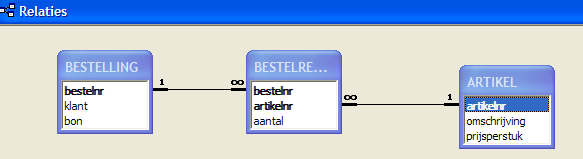 Relaties
BESTELLING
bestelnr
klant
bon
1
∞
BESTELRE...
bestelnr
artikelnr
aantal
∞
1
ARTIKEL
artikelnr
omschrijving
prijsperstuk